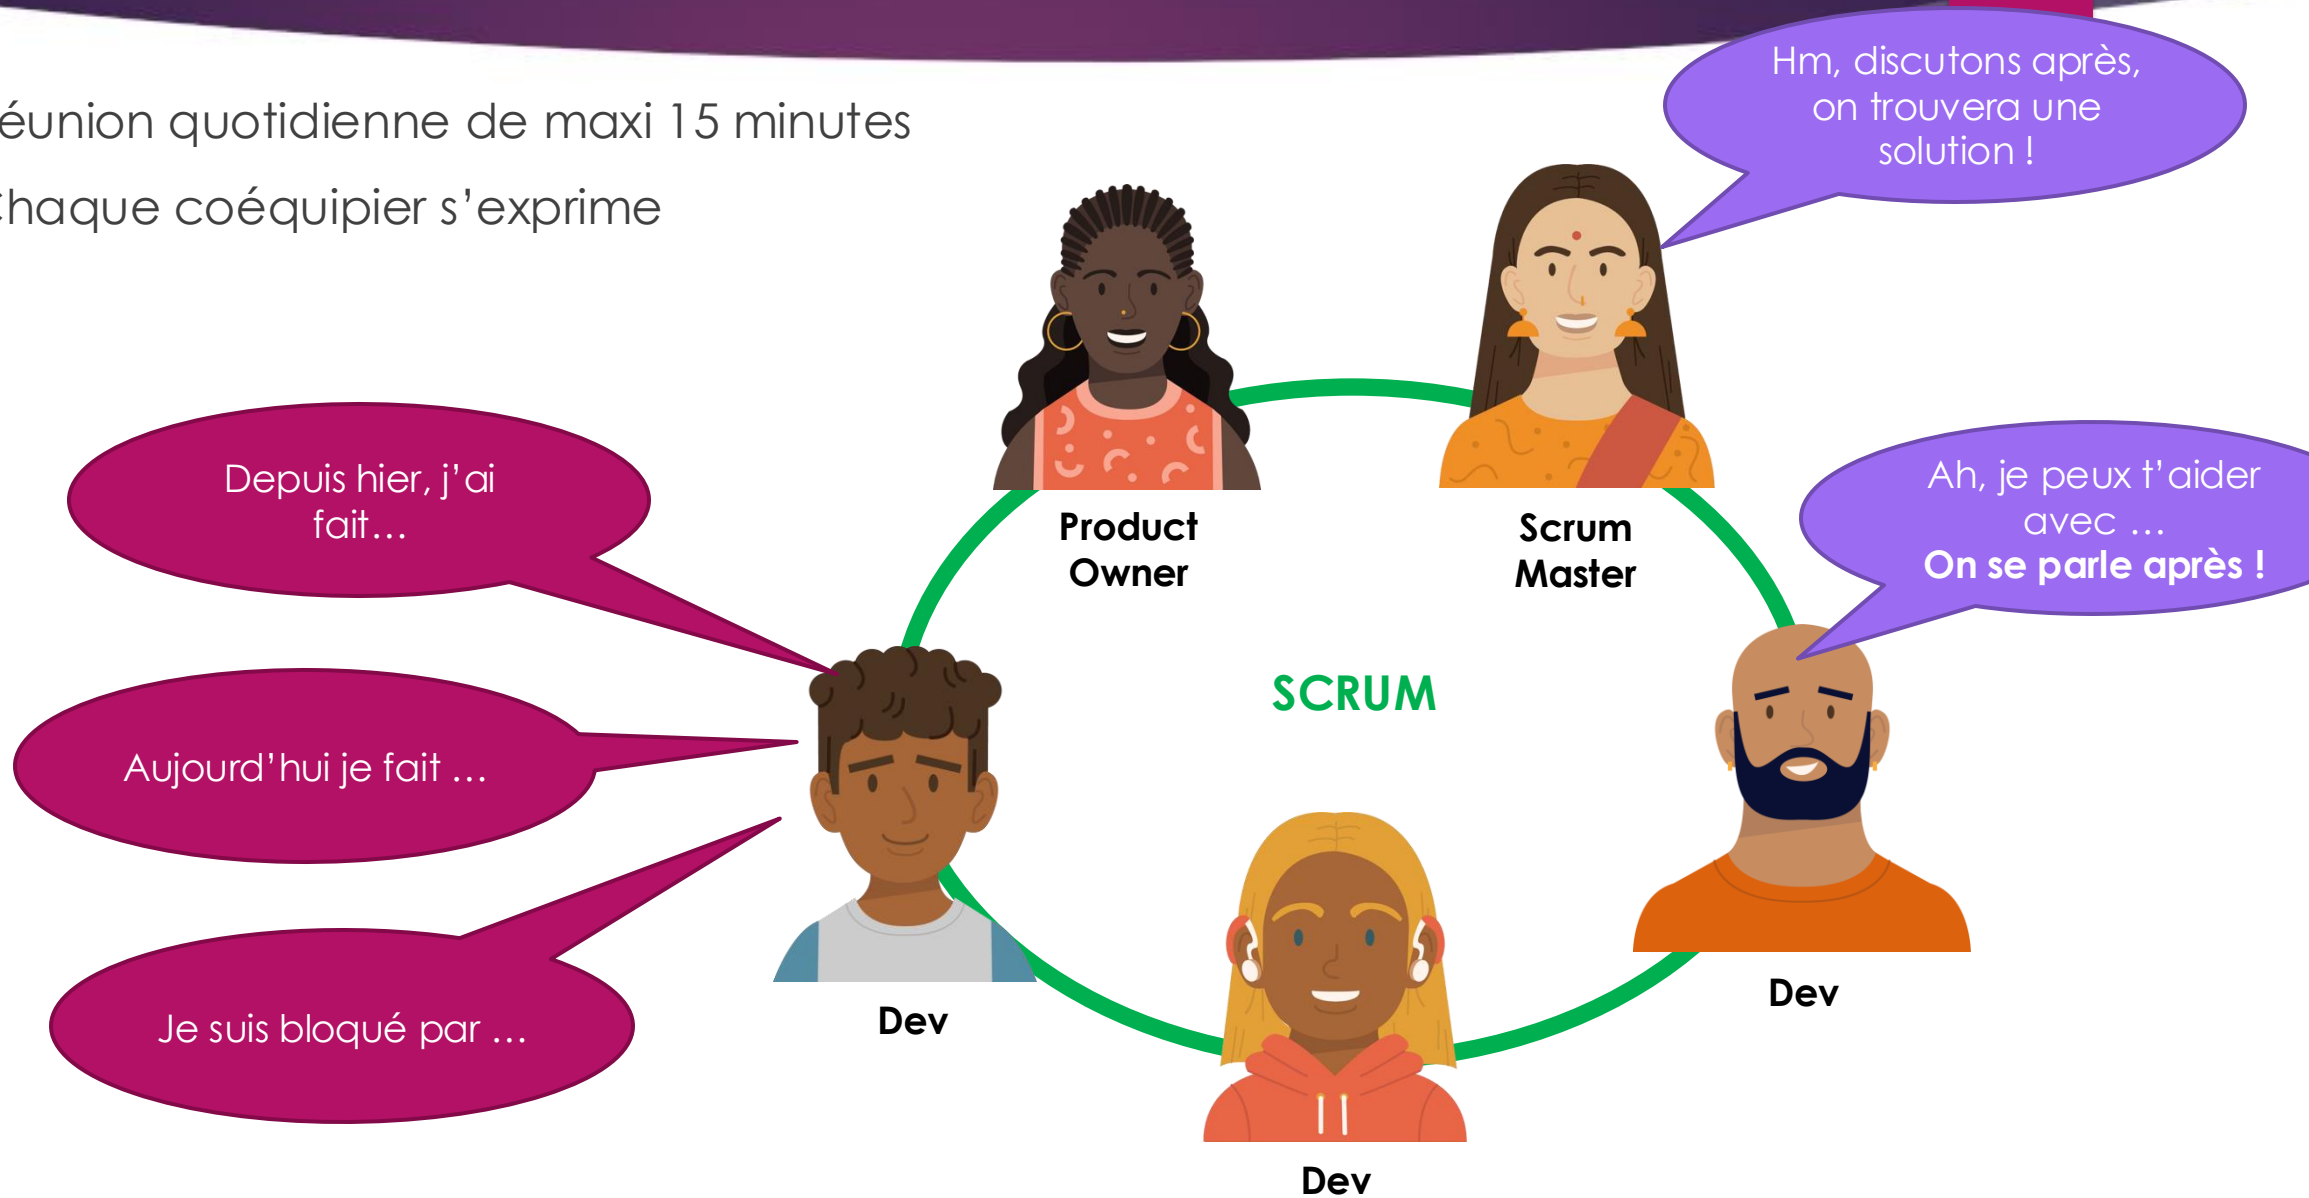 éunion quotidienne de maxi 15 minutes
Chaque coéquipier s'exprime
Hm, discutons après,
on trouvera une
solution !
Depuis hier, j'ai
fait…
Product
Owner
Scrum
Master
Ah, je peux t'aider
avec …
On se parle après !
SCRUM
Aujourd'hui je fait …
Je suis bloqué par …
Dev
Dev
Dev